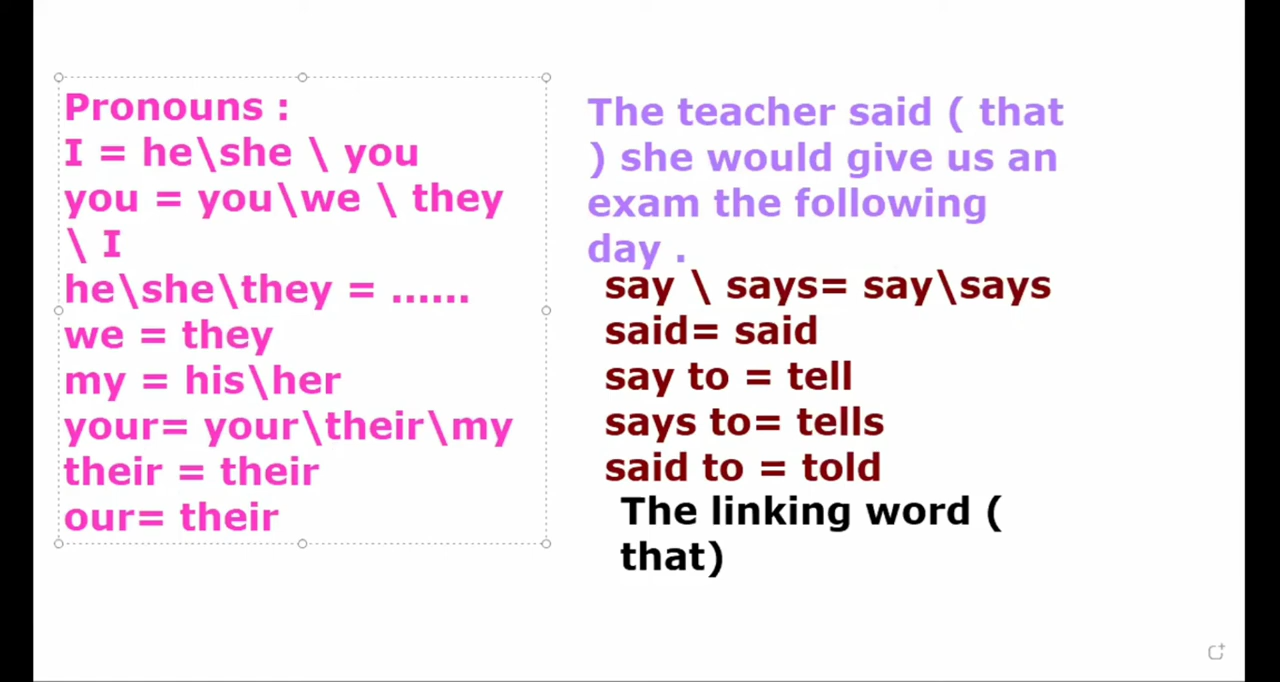 Pronouns :
I = he\she \ you
you = you\we \ they
\ I
he\she\they = ......
we = they
my = his\her
your= your\their\my
their = their
our= their
The teacher said ( that
) she would give us an
exam the following
day .
say \ says= say\says
said= said
say to = tell
says to= tells
said to = told
The linking word (
that)